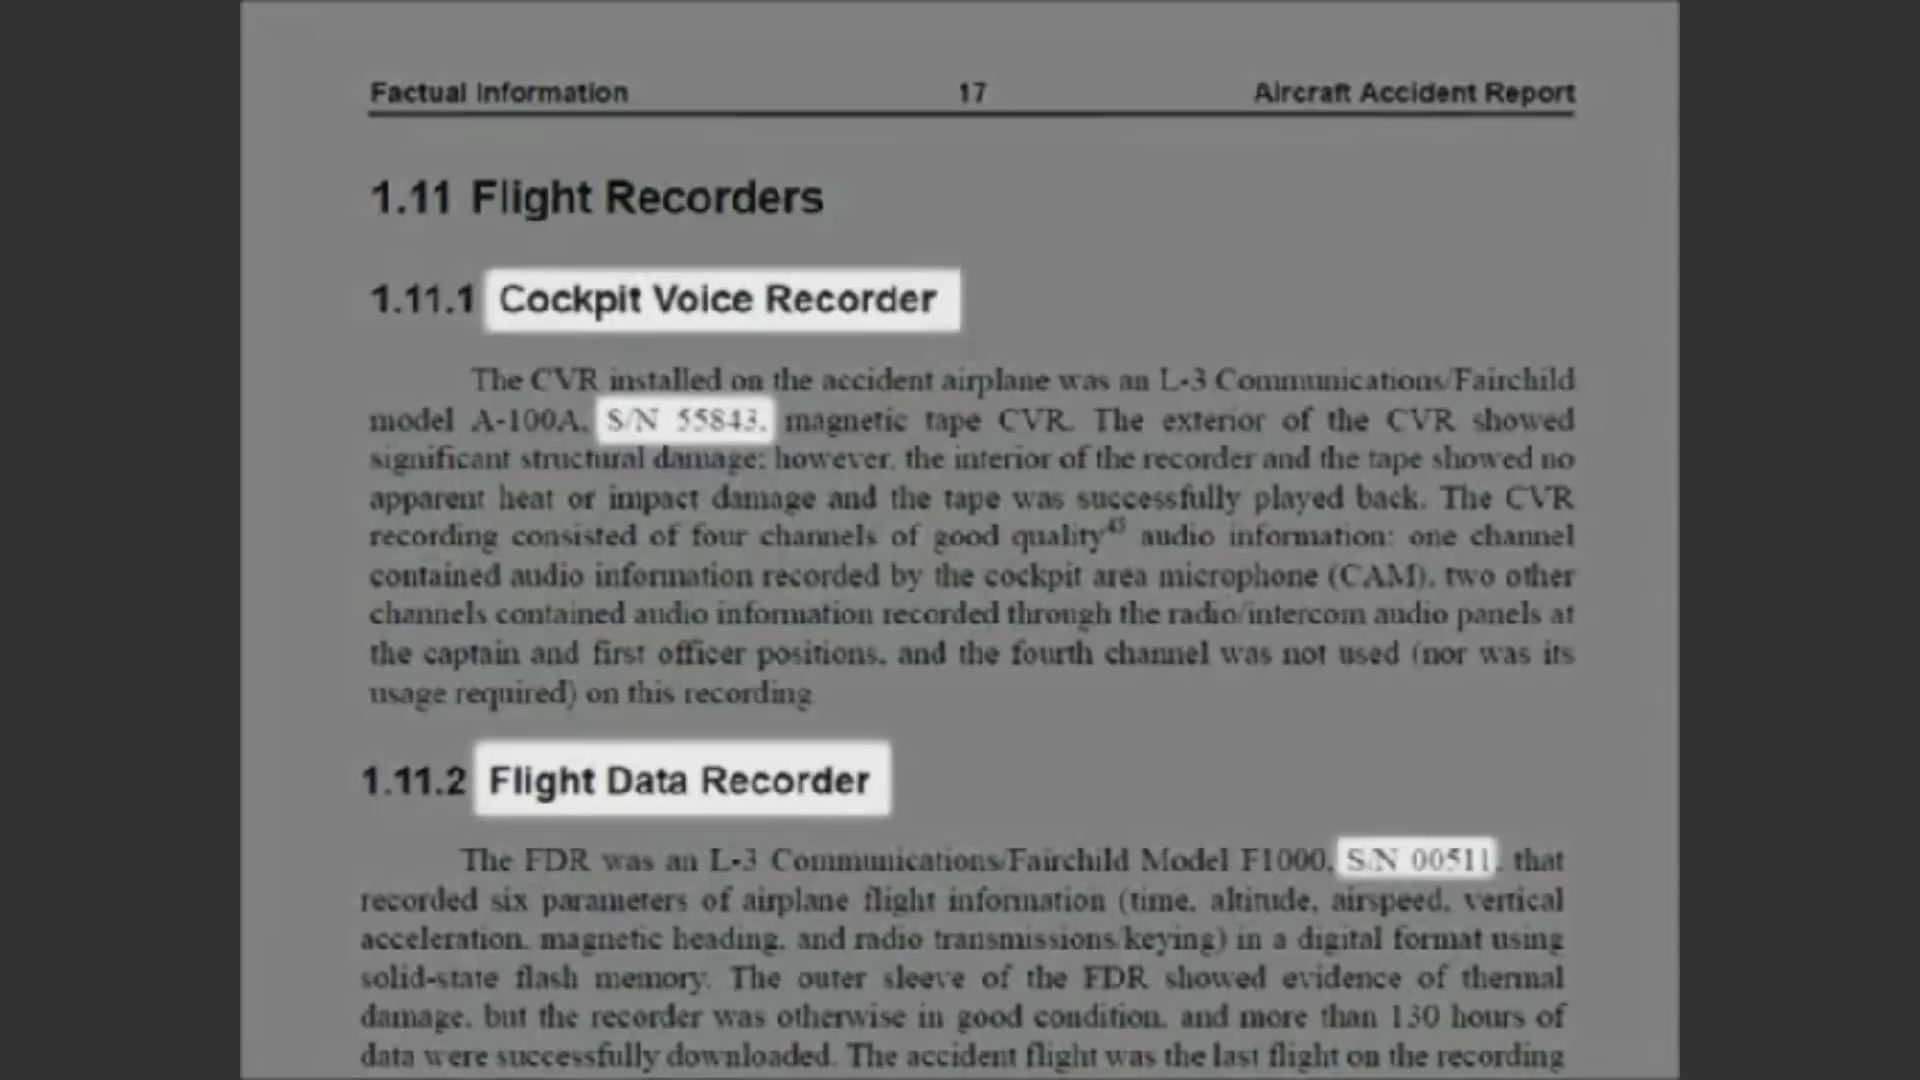 Factual Information 17 Aircraft Accident Report
1.11 Flight Recorders
1.11.1 Cockpit Voice Recorder
The CVR installed on the accident airplane was an L-3 Communications/Fairchild
model A-100A, S/N 55843, magnetic tape CVR. The exterior of the CVR showed
significant structural damage; however, the interior of the recorder and the tape showed no
apparent heat or impact damage and the tape was successfully played back. The CVR
recording consisted of four channels of good quality audio information: one channel
contained audio information recorded by the cockpit area microphone (CAM), two other
channels contained audio information recorded through the radio/intercom audio panels at
the captain and first officer positions, and the fourth channel was not used (nor was its
usage required) on this recording
1.11.2 Flight Data Recorder
The FDR was an L-3 Communications/Fairchild Model F1000, S/N 00511, that
recorded six parameters of airplane flight information (time, altitude, airspeed, vertical
acceleration, magnetic heading, and radio transmissions/keying) in a digital format using
solid-state flash memory. The outer sleeve of the FDR showed evidence of thermal
damage, but the recorder was otherwise in good condition, and more than 130 hours of
data were successfully downloaded. The accident flight was the last flight on the recording